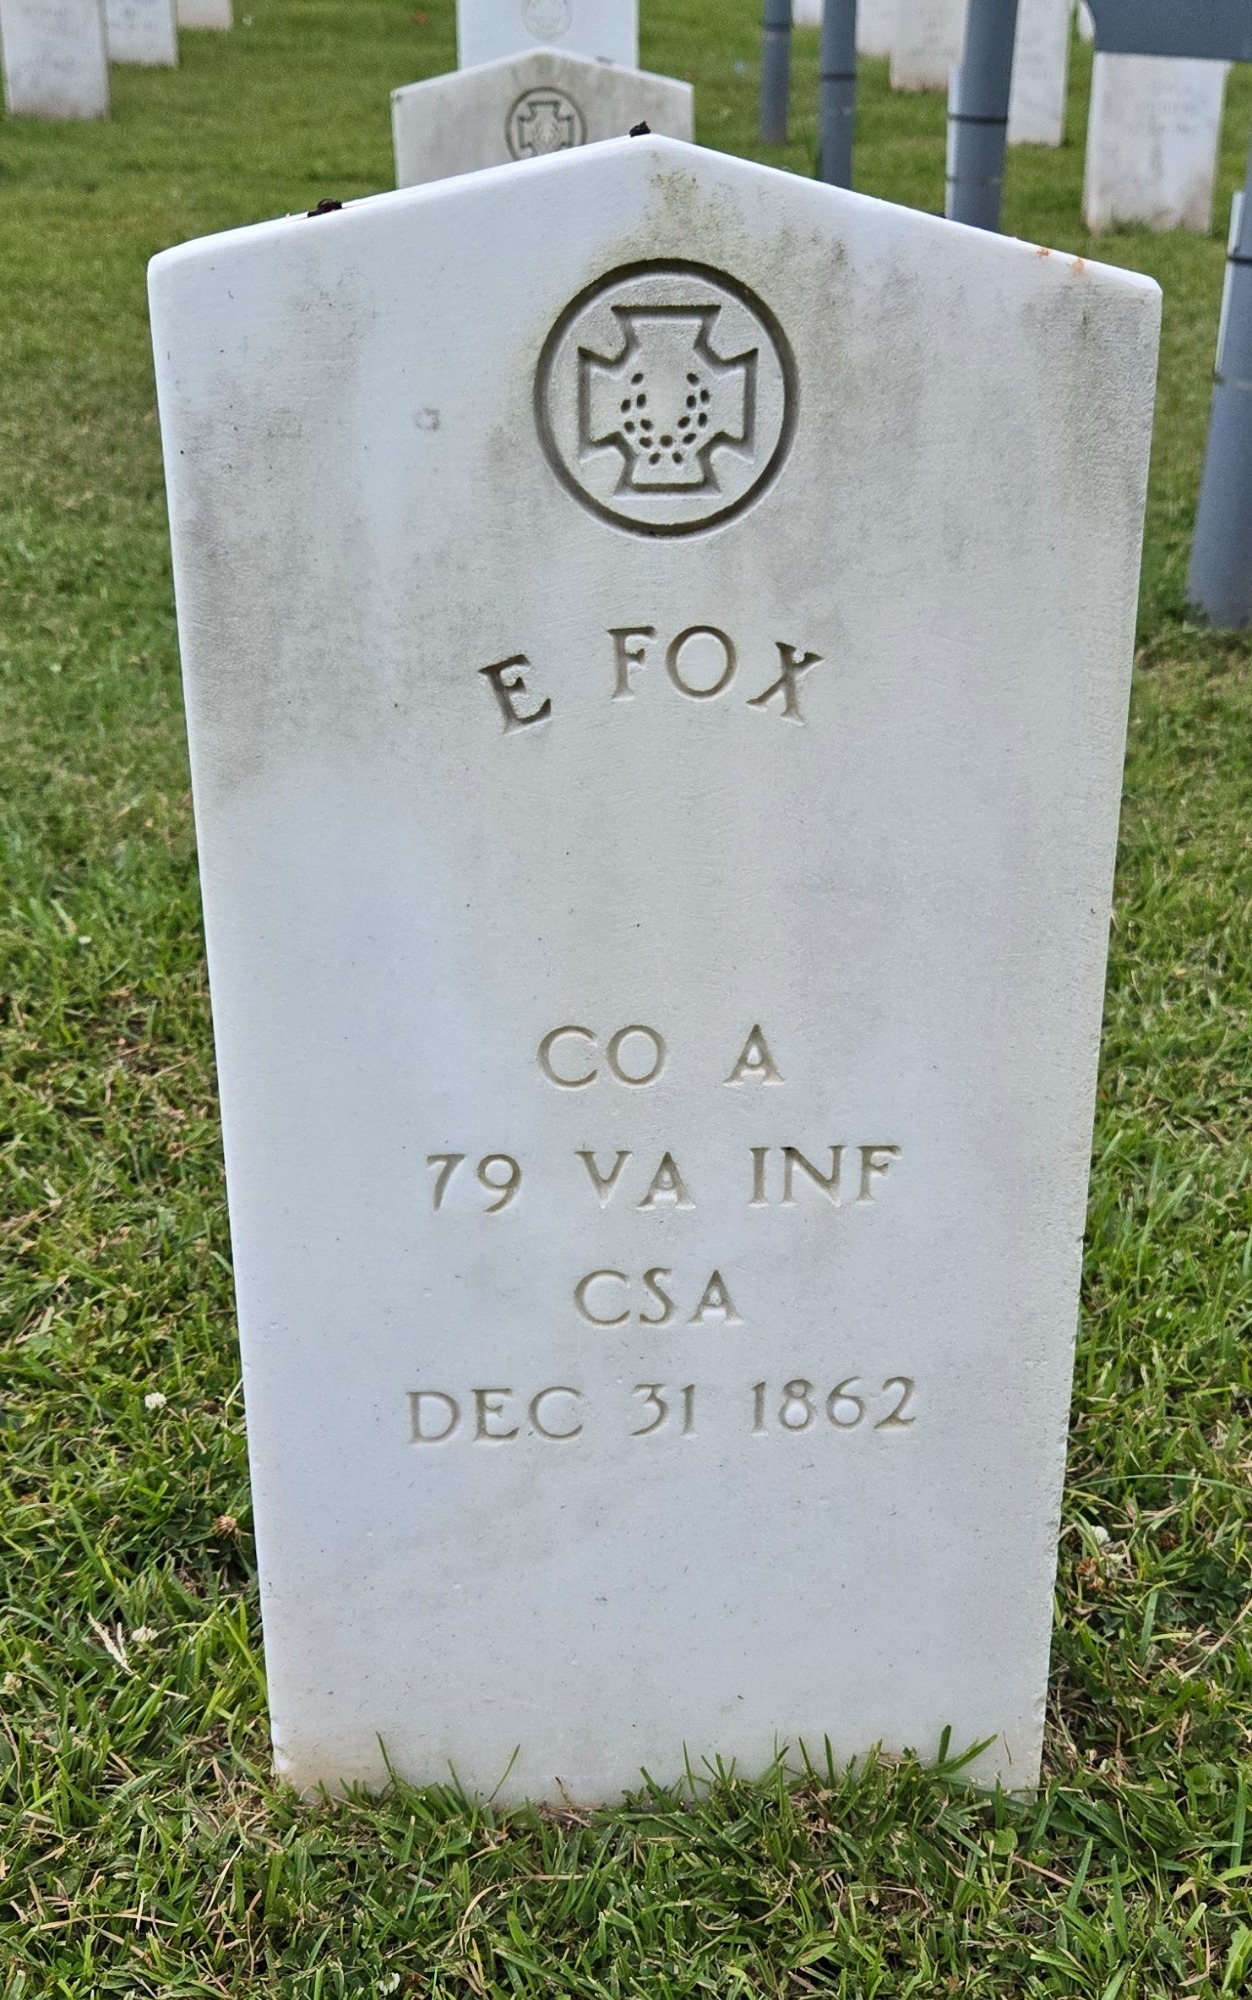 E FOX
CO A
79 VA INF
CSA
DEC 31 1862